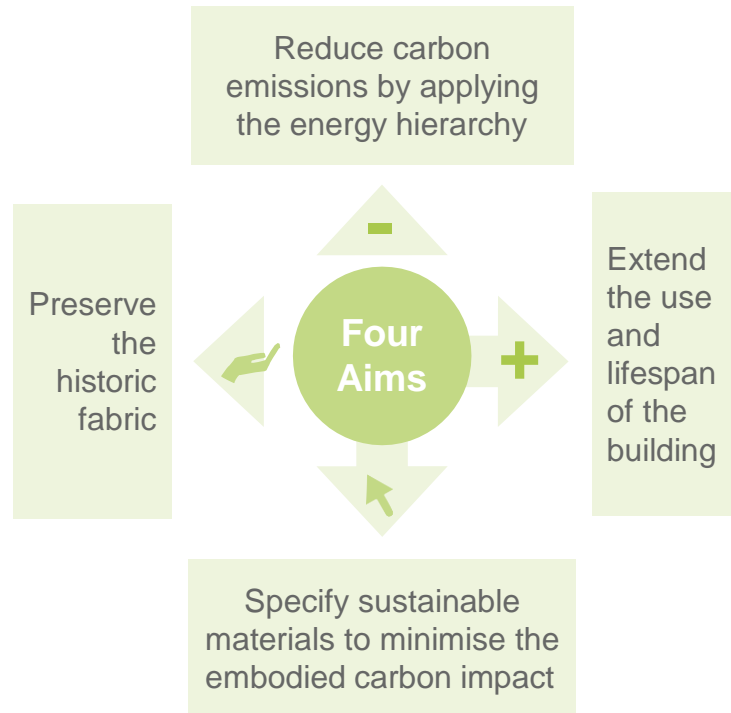 Reduce carbon
emissions by applying
the energy hierarchy
Preserve
the
historic
fabric
Four
Aims
Extend
the use
and
lifespan
of the
building
Specify sustainable
materials to minimise the
embodied carbon impact